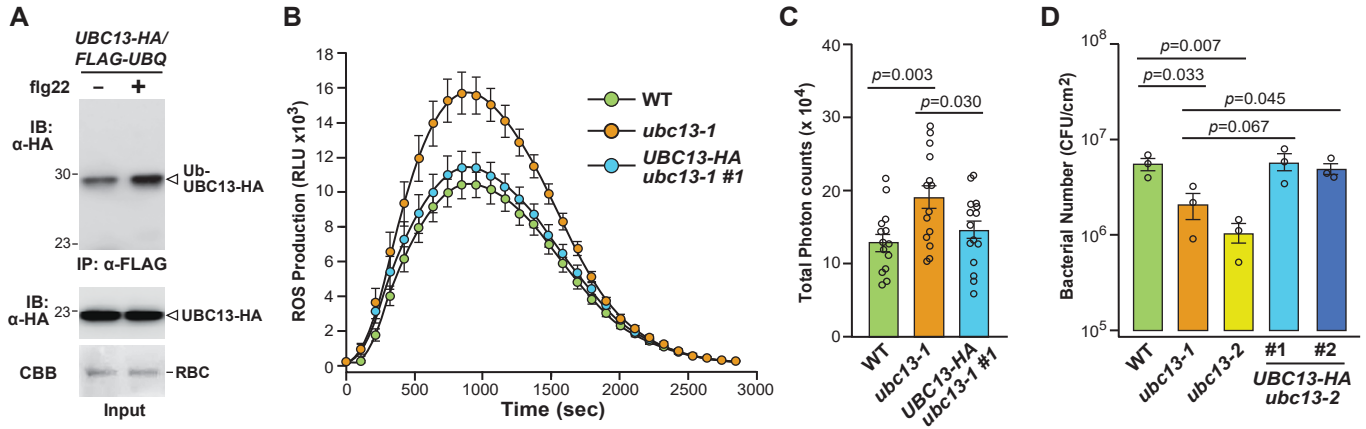 A
UBC13-HA/
FLAG-UBQ
flg22 – +
IB:
α-HA
30
23
Ub-
UBC13-HA
IP: α-FLAG
IB:
α-HA
23
UBC13-HA
CBB
RBC
Input
B
ROS Production (RLU x10³)
18
16
14
12
10
8
6
4
2
0
0 500 1000 1500 2000 2500 3000
Time (sec)
WT
ubc13-1
UBC13-HA
ubc13-1 #1
C
Total Photon counts (x 10⁴)
40
30
20
10
0
p=0.003
p=0.030
WT
ubc13-1
UBC13-HA
ubc13-1 #1
D
Bacterial Number (CFU/cm²)
10⁸
10⁷
10⁶
10⁵
p=0.007
p=0.033
p=0.045
p=0.067
WT
ubc13-1
ubc13-2
#1 #2
UBC13-HA
ubc13-2